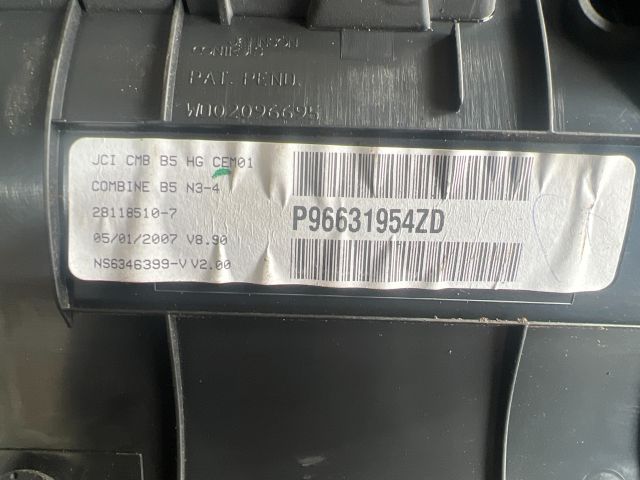 PAT. PEND.
WO02096695
JCI CMB B5 HG CEM01
COMBINE B5 N3-4
28118510-7
05/01/2007 V8.90
NS6346399-V V2.00
P96631954ZD